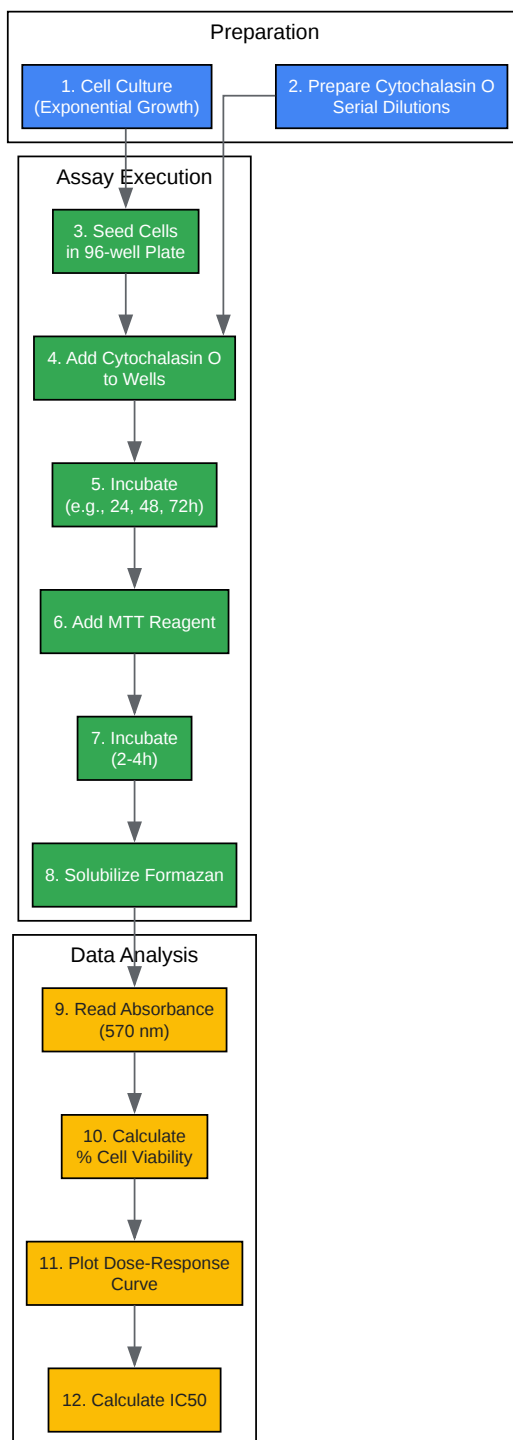 Preparation
1. Cell Culture
(Exponential Growth)
2. Prepare Cytochalasin O
Serial Dilutions
Assay Execution
3. Seed Cells
in 96-well Plate
4. Add Cytochalasin O
to Wells
5. Incubate
(e.g., 24, 48, 72h)
6. Add MTT Reagent
7. Incubate
(2-4h)
8. Solubilize Formazan
Data Analysis
9. Read Absorbance
(570 nm)
10. Calculate
% Cell Viability
11. Plot Dose-Response
Curve
12. Calculate IC50